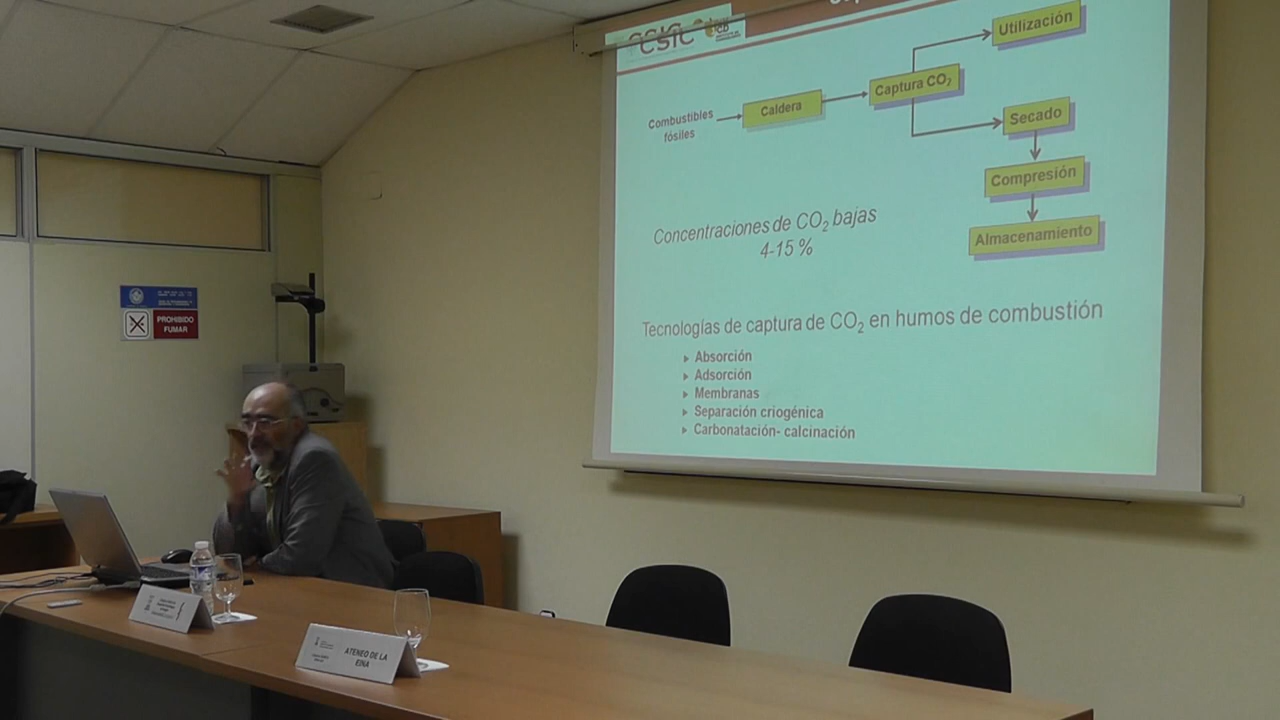 CSIC
Utilización
Captura CO₂
Caldera
Combustibles
fósiles
Secado
Compresión
Almacenamiento
Concentraciones de CO₂ bajas
4-15 %
Tecnologías de captura de CO₂ en humos de combustión
Absorción
Adsorción
Membranas
Separación criogénica
Carbonatación- calcinación
PROHIBIDO
FUMAR
ATENEO DE LA
EINA